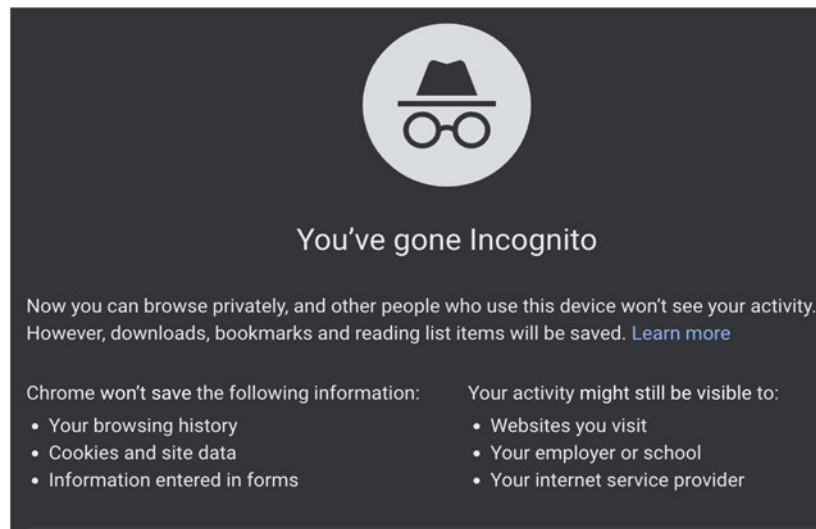 You've gone Incognito
Now you can browse privately, and other people who use this device won't see your activity.
However, downloads, bookmarks and reading list items will be saved. Learn more
Chrome won't save the following information:
• Your browsing history
• Cookies and site data
• Information entered in forms
Your activity might still be visible to:
• Websites you visit
• Your employer or school
• Your internet service provider